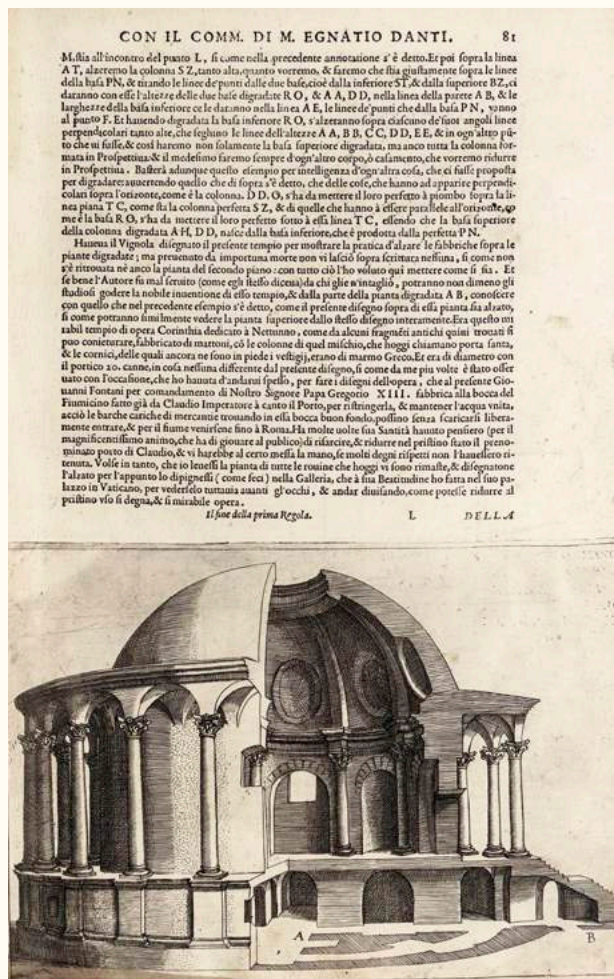 CON IL COMM. DI M. EGNATIO DANTI. 81
M. stia all'incontro del punto L, sì come nella precedente annotatione s'è detto. Et poi sopra la linea
A T, alzeremo la colonna S Z, tanto alta, quanto vorremo, & faremo che stia giustamente sopra le linee
della basa PN, & tirando le linee de'punti dalle due base, cioè dalla inferiore ST, & dalla superiore BZ, ci
daranno con esse l'altezze delle due base digradate R O, & A A, D D, nella linea della parete A B, & le
larghezze della basa inferiore ce le daranno nella linea A E, le linee de'punti che dalla basa P N, vanno
al punto F. Et hauendo digradata la basa inferiore R O, s'alzeranno sopra ciascuno de'suoi angoli linee
perpendicolari tanto alte, che seghino le linee dell'altezze A A, B B, C C, D D, E E, & in ogn'altro pũ-
to che ui fusse, & così haremo non solamente la basa superiore digradata, ma anco tutta la colonna for-
mata in Prospettiua: & il medesimo faremo sempre d'ogn'altro corpo, ò casamento, che vorremo ridurre
in Prospettiua. Basterà adunque questo esempio per intelligenza d'ogn'altra cosa, che ci fusse proposta
per digradare: auuertendo quello che di sopra s'è detto, che delle cose, che hanno ad apparire perpendi-
colari sopra l'orizonte, come è la colonna. D D. O, s'ha da mettere il loro perfetto à piombo sopra la li-
nea piana T C, come sta la colonna perfetta S Z, & di quelle che hanno à essere parallele all'orizonte, co
me è la basa R O, s'ha da mettere il loro perfetto sotto à essa linea T C, essendo che la basa superiore
della colonna digradata A H, D D, nasce dalla basa inferiore, che è prodotta dalla perfetta P N.
Haueua il Vignola disegnato il presente tempio per mostrare la pratica d'alzare le fabbriche sopra le
piante digradate; ma preuenuto da importuna morte non vi lasciò sopra scrittura nessuna, si come non
s'è ritrouata nè anco la pianta del secondo piano: con tutto ciò l'ho voluto qui mettere come si sia. Et
se bene l'Autore fu mal seruito (come egli stesso diceua) da chi glie n'intagliò, potranno non dimeno gli
studiosi godere la nobile inuentione di esso tempio, & dalla parte della pianta digradata A B, conoscere
con quello che nel precedente esempio s'è detto, come il presente disegno sopra di essa pianta sia alzato,
si come potranno similmente vedere la pianta superiore dallo stesso disegno interamente. Era questo mi
rabil tempio di opera Corinthia dedicato à Nettunno, come da alcuni fragmēti antichi quini trouati si
puo conieturare, fabbricato di mattoni, cō le colonne di quel mischio, che hoggi chiamano porta santa,
& le cornici, delle quali ancora ne sono in piede i vestigij, erano di marmo Greco. Et era di diametro con
il portico 20. canne, in cosa nessuna differente dal presente disegno, si come da me piu volte è stato osser
uato con l'occasione, che ho hauuta d'andarui spesso, per fare i disegni dell'opera, che al presente Gio-
uanni Fontani per comandamento di Nostro Signore Papa Gregorio XIII. fabbrica alla bocca del
Fiumicino fatto già da Claudio Imperatore à canto il Porto, per ristringerla, & mantener l'acqua vnita,
acciò le barche cariche di mercantie trouando in essa bocca buon fondo, possino senza scaricarsi libera-
mente entrare, & per il fiume venirsene fino à Roma. Ha molte uolte sua Santità hauuto pensiero (per il
magnificentissimo animo, che ha di giouare al publico) di risarcire, & ridurre nel pristino stato il preno-
minato porto di Claudio, & vi harebbe al certo messa la mano, se molti degni rispetti non l'hauessero ri-
tenuta. Volse in tanto, che io leuassi la pianta di tutte le rouine che hoggi vi sono rimaste, & disegnatone
l'alzato per l'appunto lo dipignessi (come feci) nella Galleria, che à sua Beatitudine ho fatta nel suo pa-
lazzo in Vaticano, per vederselo tuttauia auanti gl'occhi, & andar diuisando, come potesse ridurre al
pristino vso si degna, & si mirabile opera.
Il fine della prima Regola. L DELLA
A B